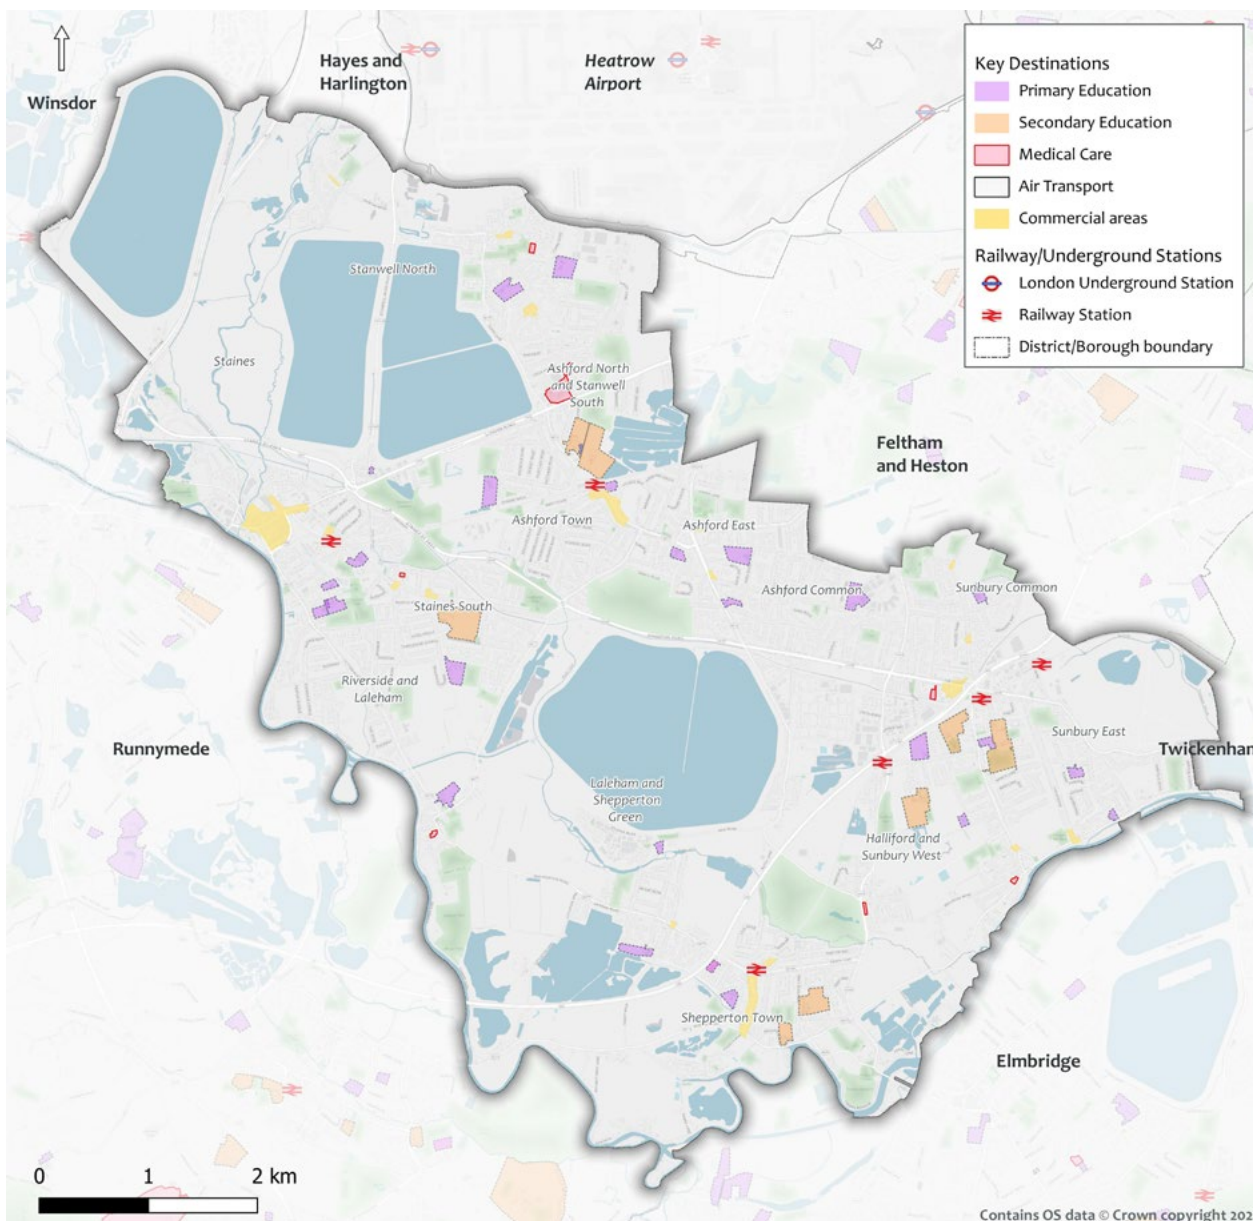 Hayes and
Harlington
Heatrow
Airport
Winsdor
Key Destinations
Primary Education
Secondary Education
Medical Care
Air Transport
Commercial areas
Railway/Underground Stations
London Underground Station
Railway Station
District/Borough boundary
Stanwell North
Staines
Ashford North
and Stanwell
South
Feltham
and Heston
Ashford Town
Ashford East
Ashford Common
Sunbury Common
Staines South
Riverside and
Laleham
Runnymede
Sunbury East
Twickenham
Laleham and
Shepperton
Green
Halliford and
Sunbury West
Shepperton Town
Elmbridge
0 1 2 km
Contains OS data © Crown copyright 202